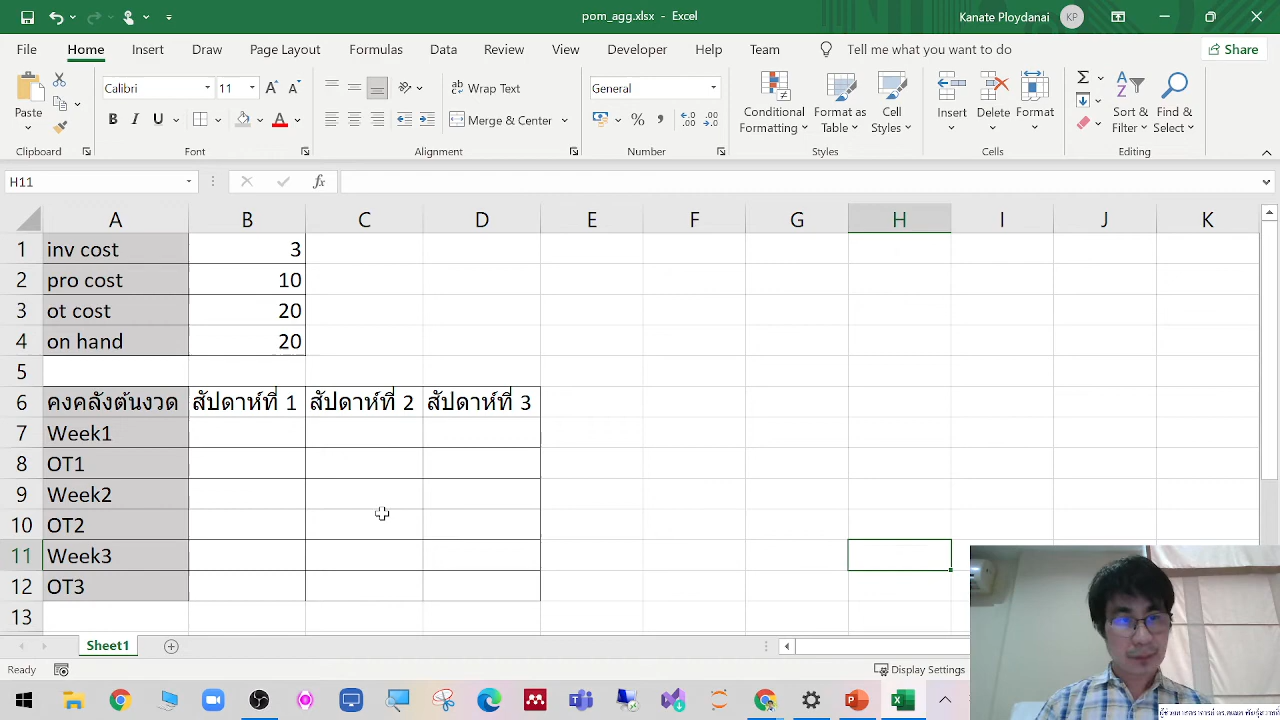 pom_agg.xlsx - Excel
Kanate Ploydanai
KP
File
Home
Insert
Draw
Page Layout
Formulas
Data
Review
View
Developer
Help
Team
Tell me what you want to do
Share
Paste
Clipboard
Calibri
11
B I U
Font
Wrap Text
Merge & Center
Alignment
General
Number
Conditional Formatting
Format as Table
Cell Styles
Styles
Insert
Delete
Format
Cells
Sort & Filter
Find & Select
Editing
H11
fx
A B C D E F G H I J K
1 inv cost 3
2 pro cost 10
3 ot cost 20
4 on hand 20
5
6 คงคลังต้นงวด สัปดาห์ที่ 1 สัปดาห์ที่ 2 สัปดาห์ที่ 3
7 Week1
8 OT1
9 Week2
10 OT2
11 Week3
12 OT3
13
Sheet1
Ready
Display Settings